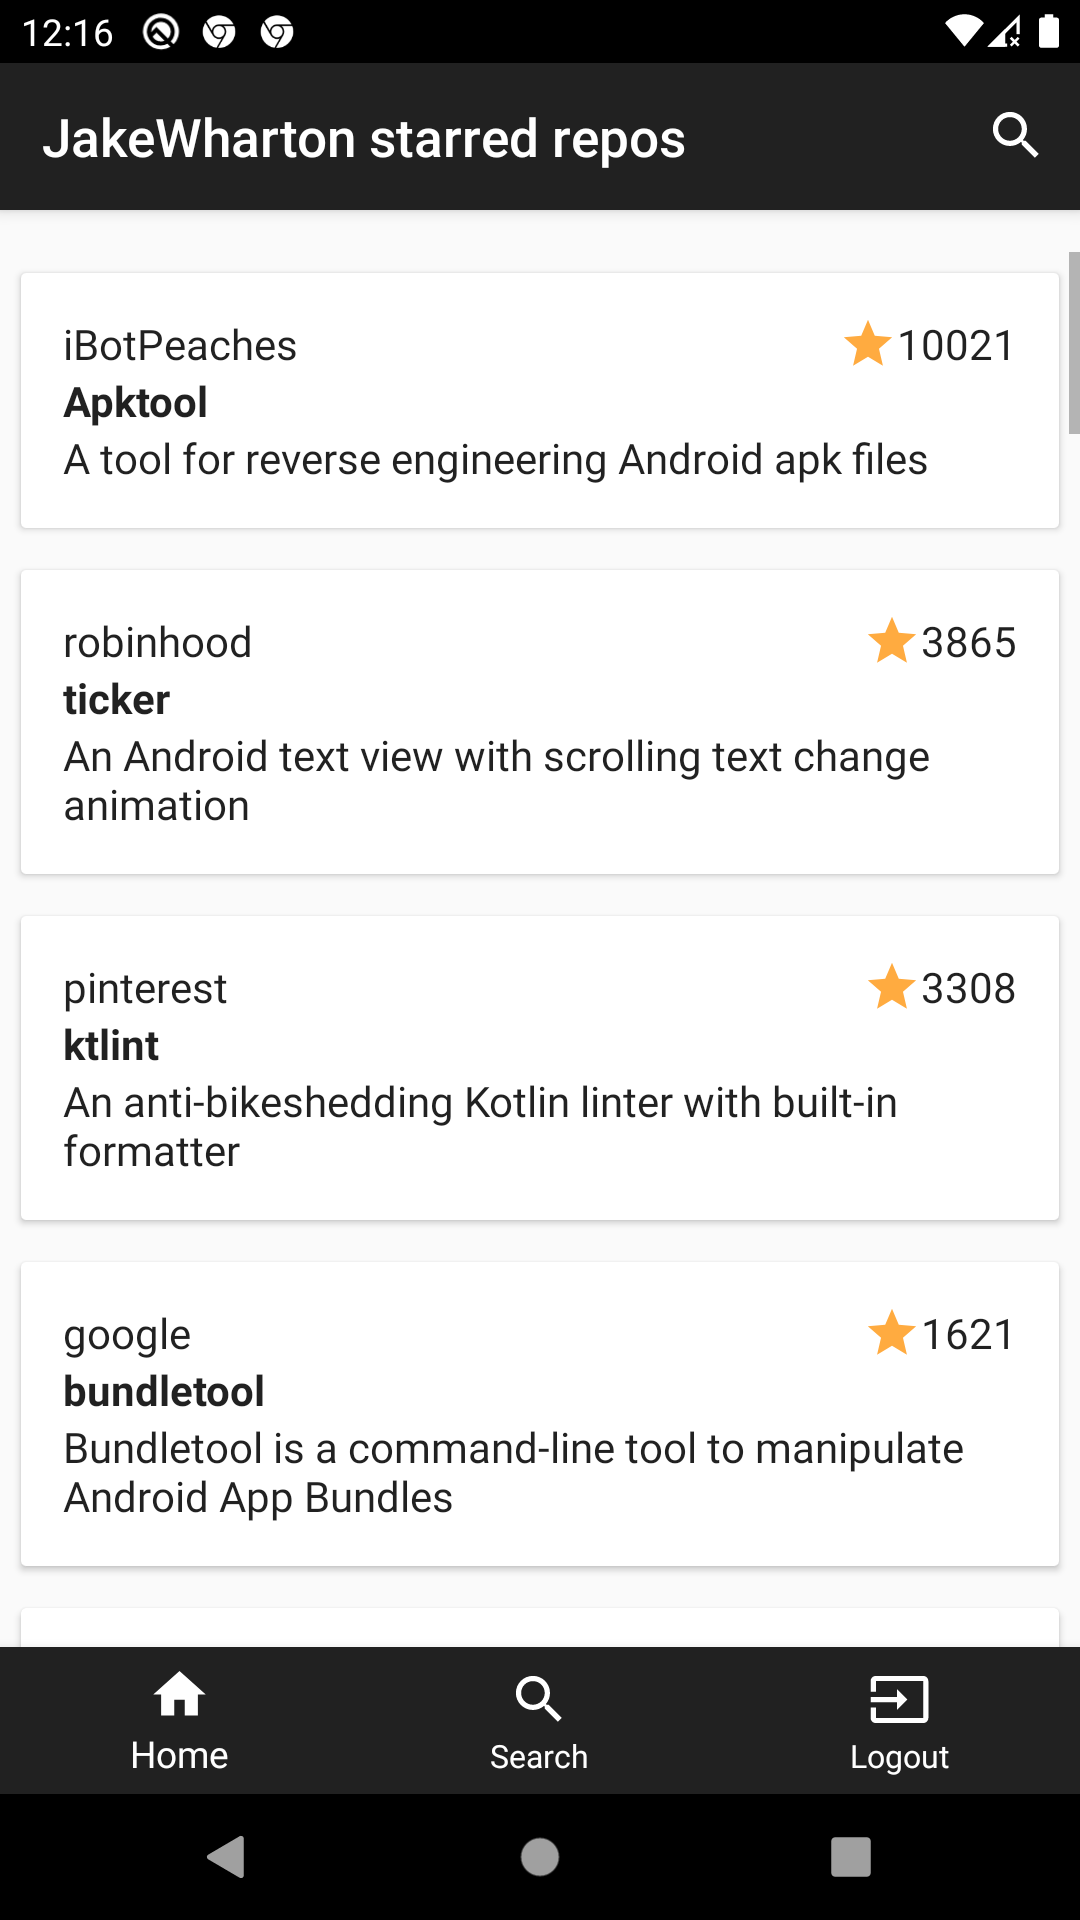 12:16
JakeWharton starred repos
iBotPeaches 10021
Apktool
A tool for reverse engineering Android apk files
robinhood 3865
ticker
An Android text view with scrolling text change
animation
pinterest 3308
ktlint
An anti-bikeshedding Kotlin linter with built-in
formatter
google 1621
bundletool
Bundletool is a command-line tool to manipulate
Android App Bundles
Home Search Logout